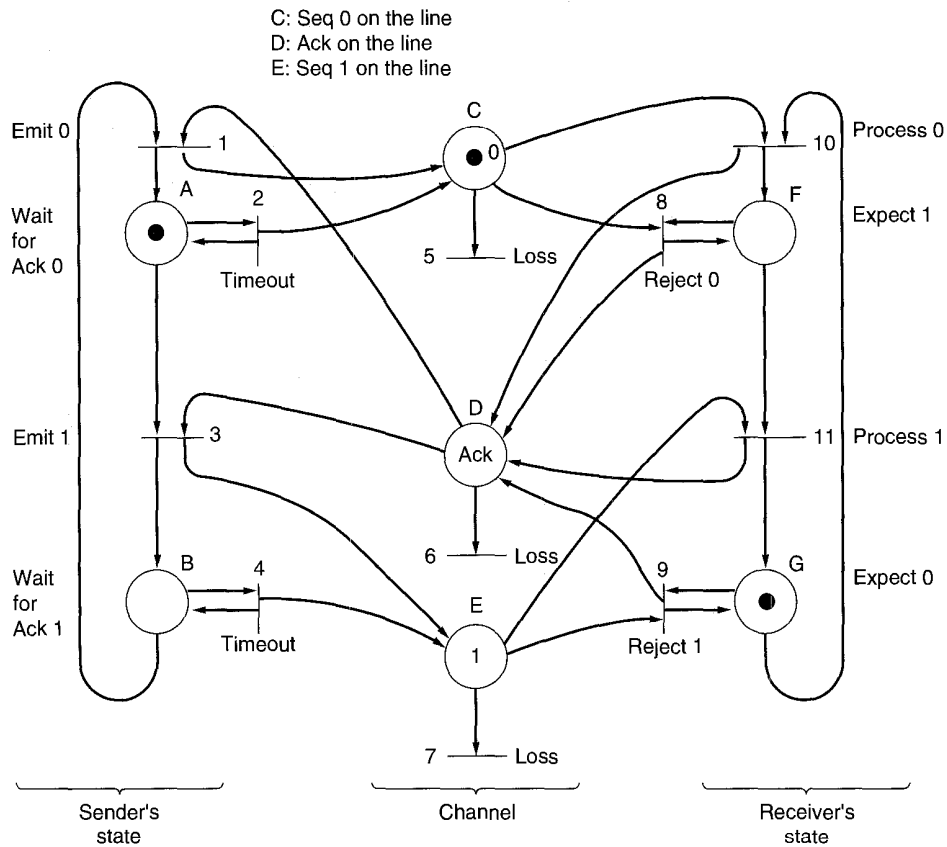 C: Seq 0 on the line
D: Ack on the line
E: Seq 1 on the line
C
Emit 0
1
0
Process 0
10
A
2
8
F
Wait
for
Ack 0
Expect 1
5
Loss
Timeout
Reject 0
D
Emit 1
3
Ack
11
Process 1
6
Loss
B
4
9
G
Wait
for
Ack 1
E
Expect 0
Timeout
1
Reject 1
7
Loss
Sender's
state
Channel
Receiver's
state